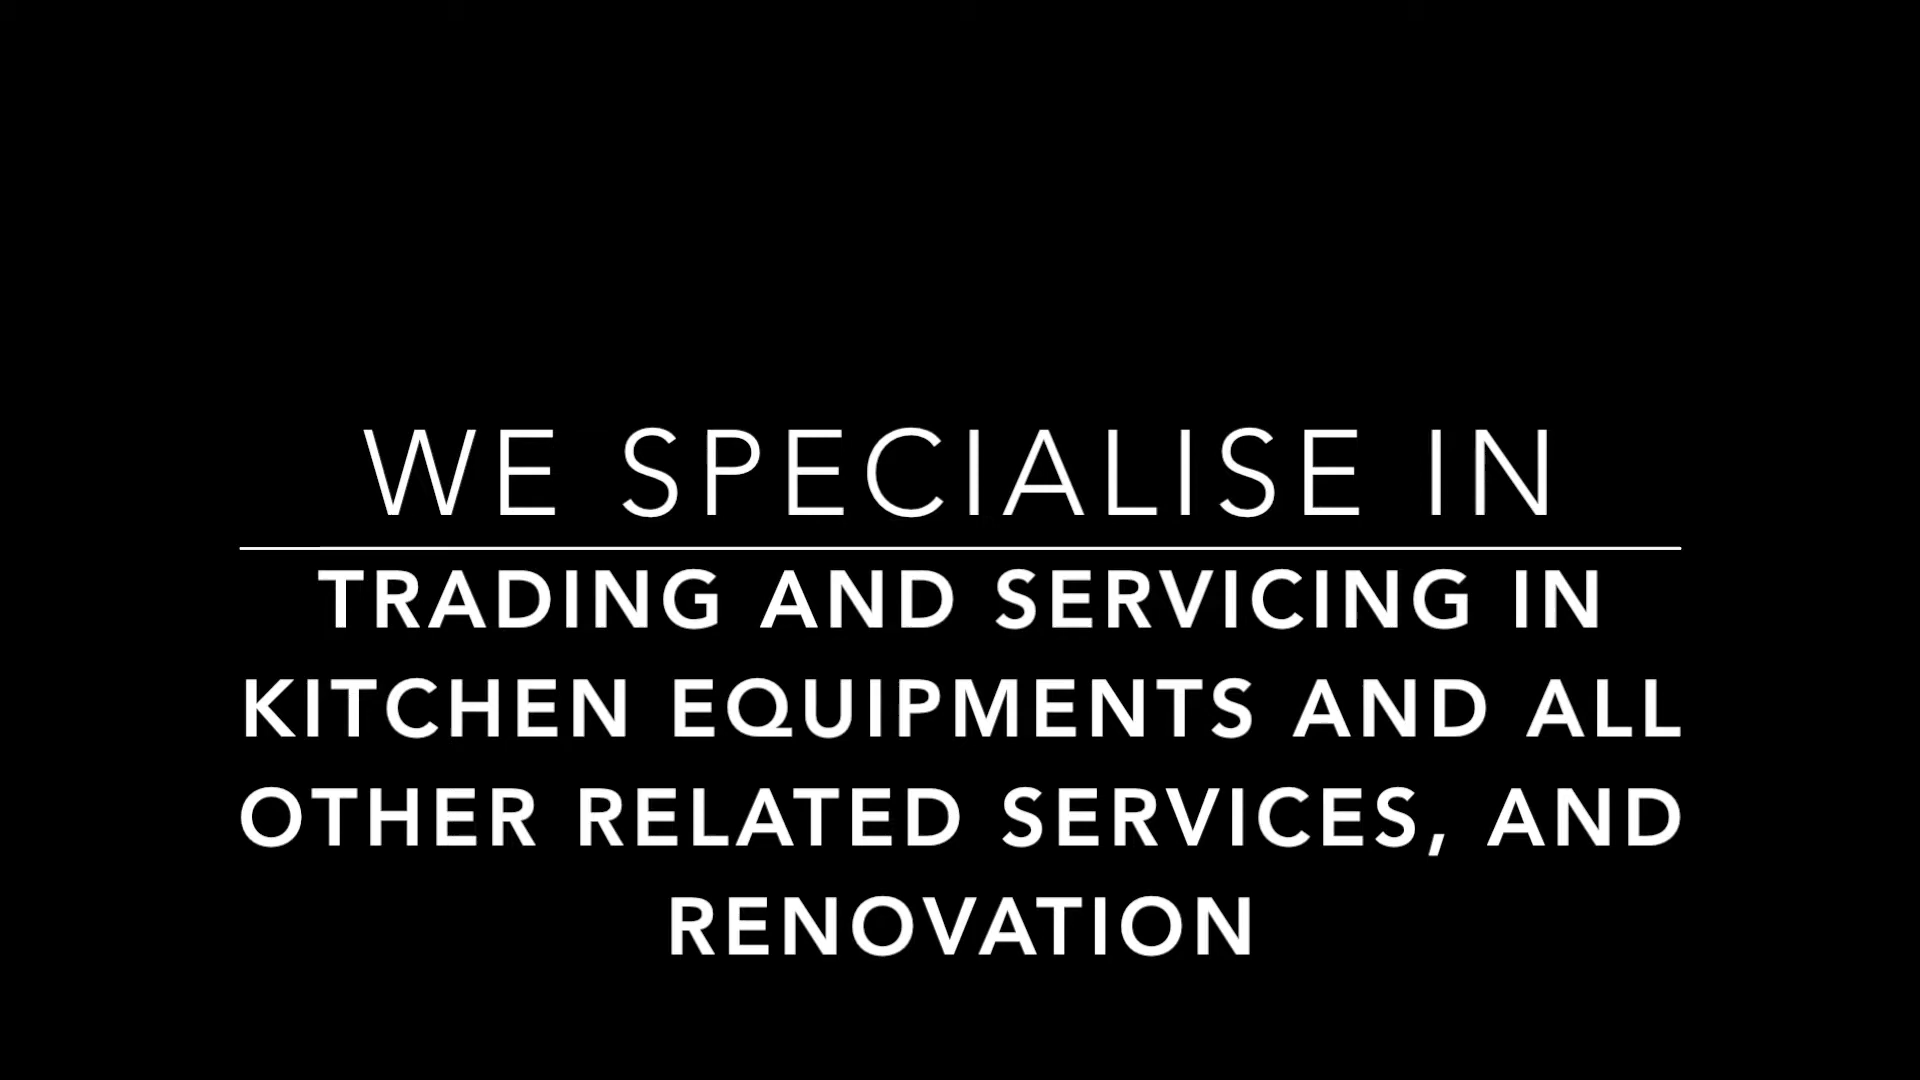 WE SPECIALISE IN
TRADING AND SERVICING IN
KITCHEN EQUIPMENTS AND ALL
OTHER RELATED SERVICES, AND
RENOVATION